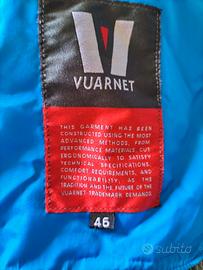 VUARNET
THIS GARMENT HAS BEEN
CONSTRUCTED USING THE MOST
ADVANCED METHODS, FROM
PERFORMANCE MATERIALS, CUT
ERGONOMICALLY TO SATISFY
TECHNICAL SPECIFICATIONS,
COMFORT REQUIREMENTS, AND
FUNCTIONABILITY, AS THE
TRADITION AND THE FUTURE OF THE
VUARNET TRADEMARK DEMANDS.
46
subito